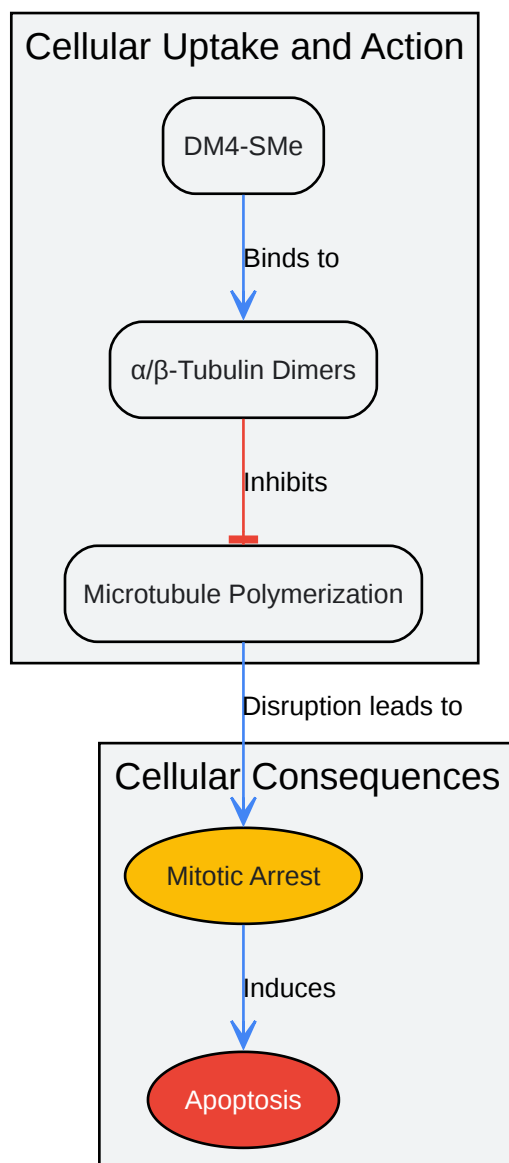 Cellular Uptake and Action
DM4-SMe
Binds to
α/β-Tubulin Dimers
Inhibits
Microtubule Polymerization
Disruption leads to
Cellular Consequences
Mitotic Arrest
Induces
Apoptosis